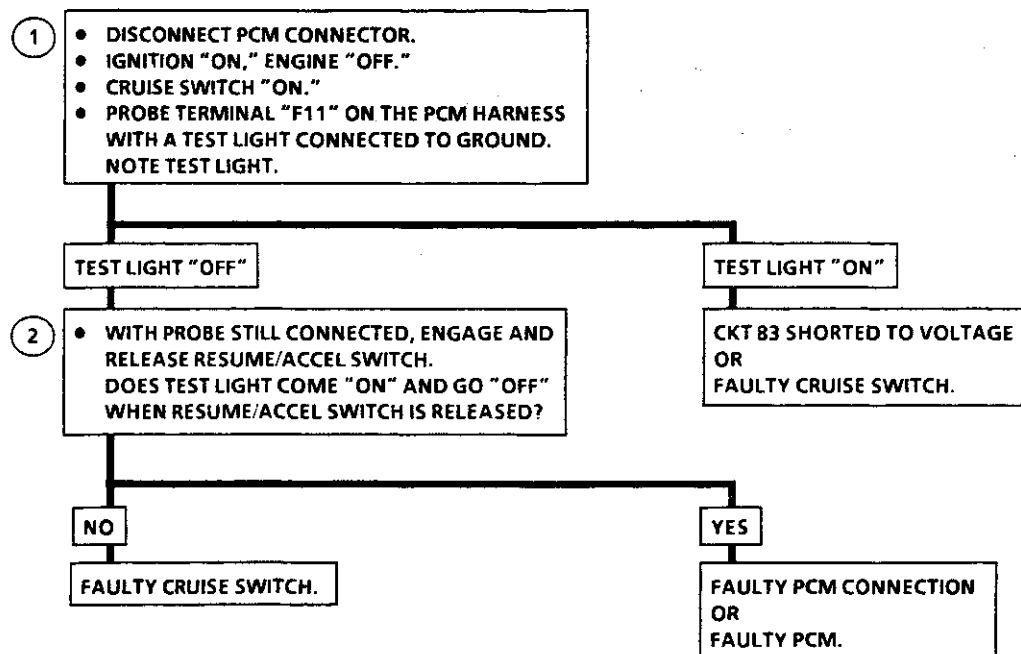 1
• DISCONNECT PCM CONNECTOR.
• IGNITION "ON," ENGINE "OFF."
• CRUISE SWITCH "ON."
• PROBE TERMINAL "F11" ON THE PCM HARNESS
WITH A TEST LIGHT CONNECTED TO GROUND.
NOTE TEST LIGHT.
TEST LIGHT "OFF"
TEST LIGHT "ON"
2
• WITH PROBE STILL CONNECTED, ENGAGE AND
RELEASE RESUME/ACCEL SWITCH.
DOES TEST LIGHT COME "ON" AND GO "OFF"
WHEN RESUME/ACCEL SWITCH IS RELEASED?
CKT 83 SHORTED TO VOLTAGE
OR
FAULTY CRUISE SWITCH.
NO
YES
FAULTY CRUISE SWITCH.
FAULTY PCM CONNECTION
OR
FAULTY PCM.